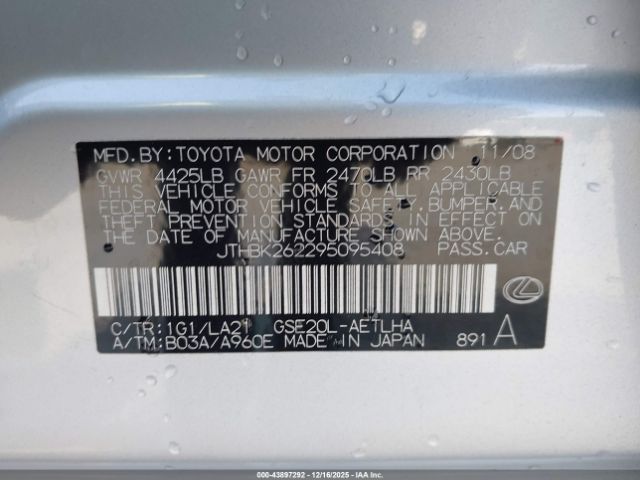 MFD. BY: TOYOTA MOTOR CORPORATION 11/08
GVWR 4425LB GAWR FR 2470LB RR 2430LB
THIS VEHICLE CONFORMS TO ALL APPLICABLE
FEDERAL MOTOR VEHICLE SAFETY, BUMPER, AND
THEFT PREVENTION STANDARDS IN EFFECT ON
THE DATE OF MANUFACTURE SHOWN ABOVE.
JTHBK262295095408 PASS. CAR
C/TR: 1G1/LA21 GSE20L-AETLHA
A/TM: B03A/A960E MADE IN JAPAN 891 A
00-43897292 - 12/16/2025 - IAA, Inc.